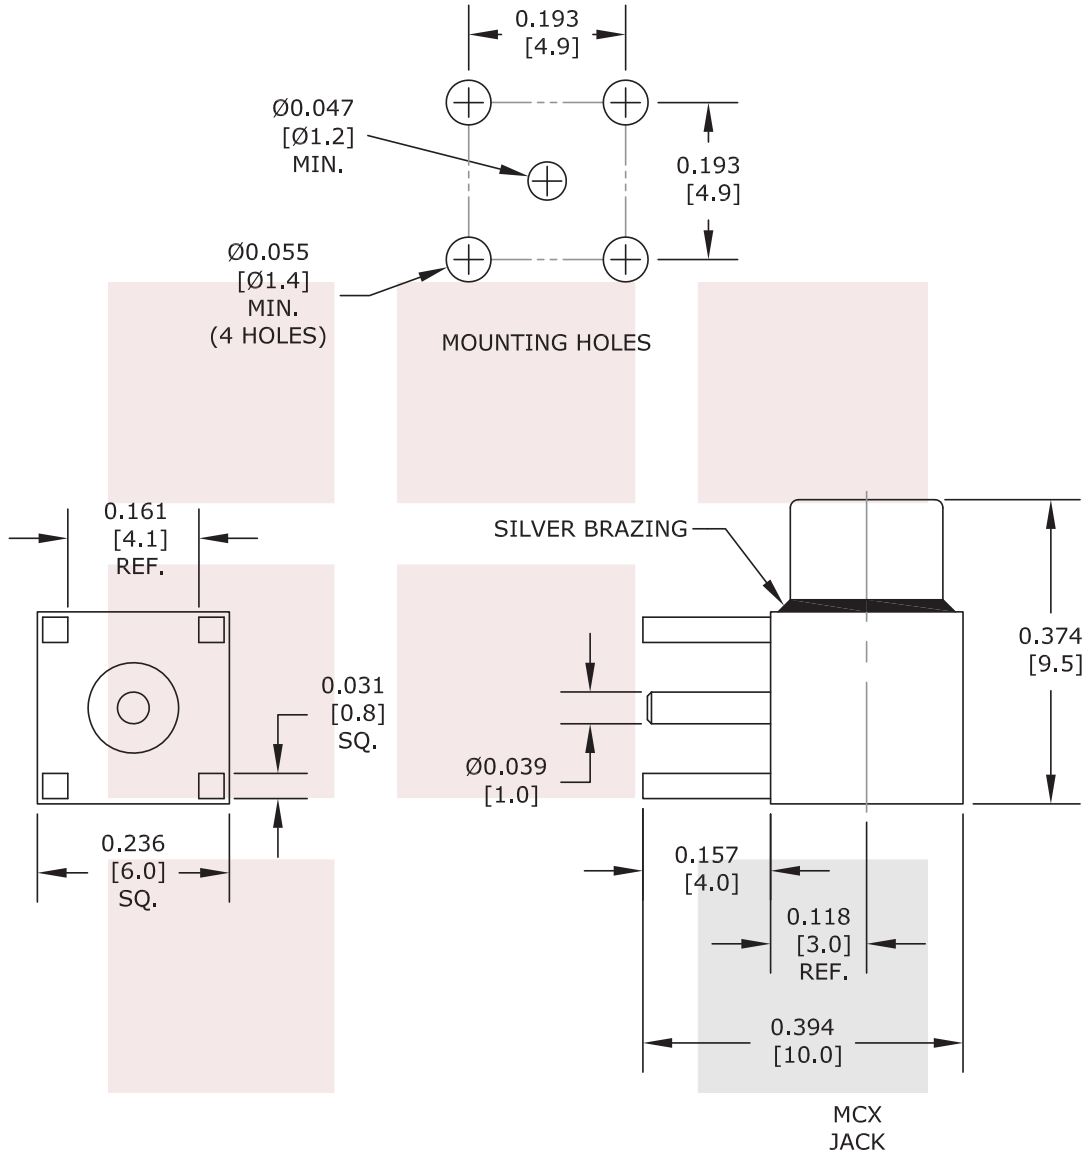 0.193
[4.9]
Ø0.047
[Ø1.2]
MIN.
0.193
[4.9]
Ø0.055
[Ø1.4]
MIN.
(4 HOLES)
MOUNTING HOLES
0.161
[4.1]
REF.
SILVER BRAZING
0.374
[9.5]
0.031
[0.8]
SQ.
Ø0.039
[1.0]
0.236
[6.0]
SQ.
0.157
[4.0]
0.118
[3.0]
REF.
0.394
[10.0]
MCX
JACK